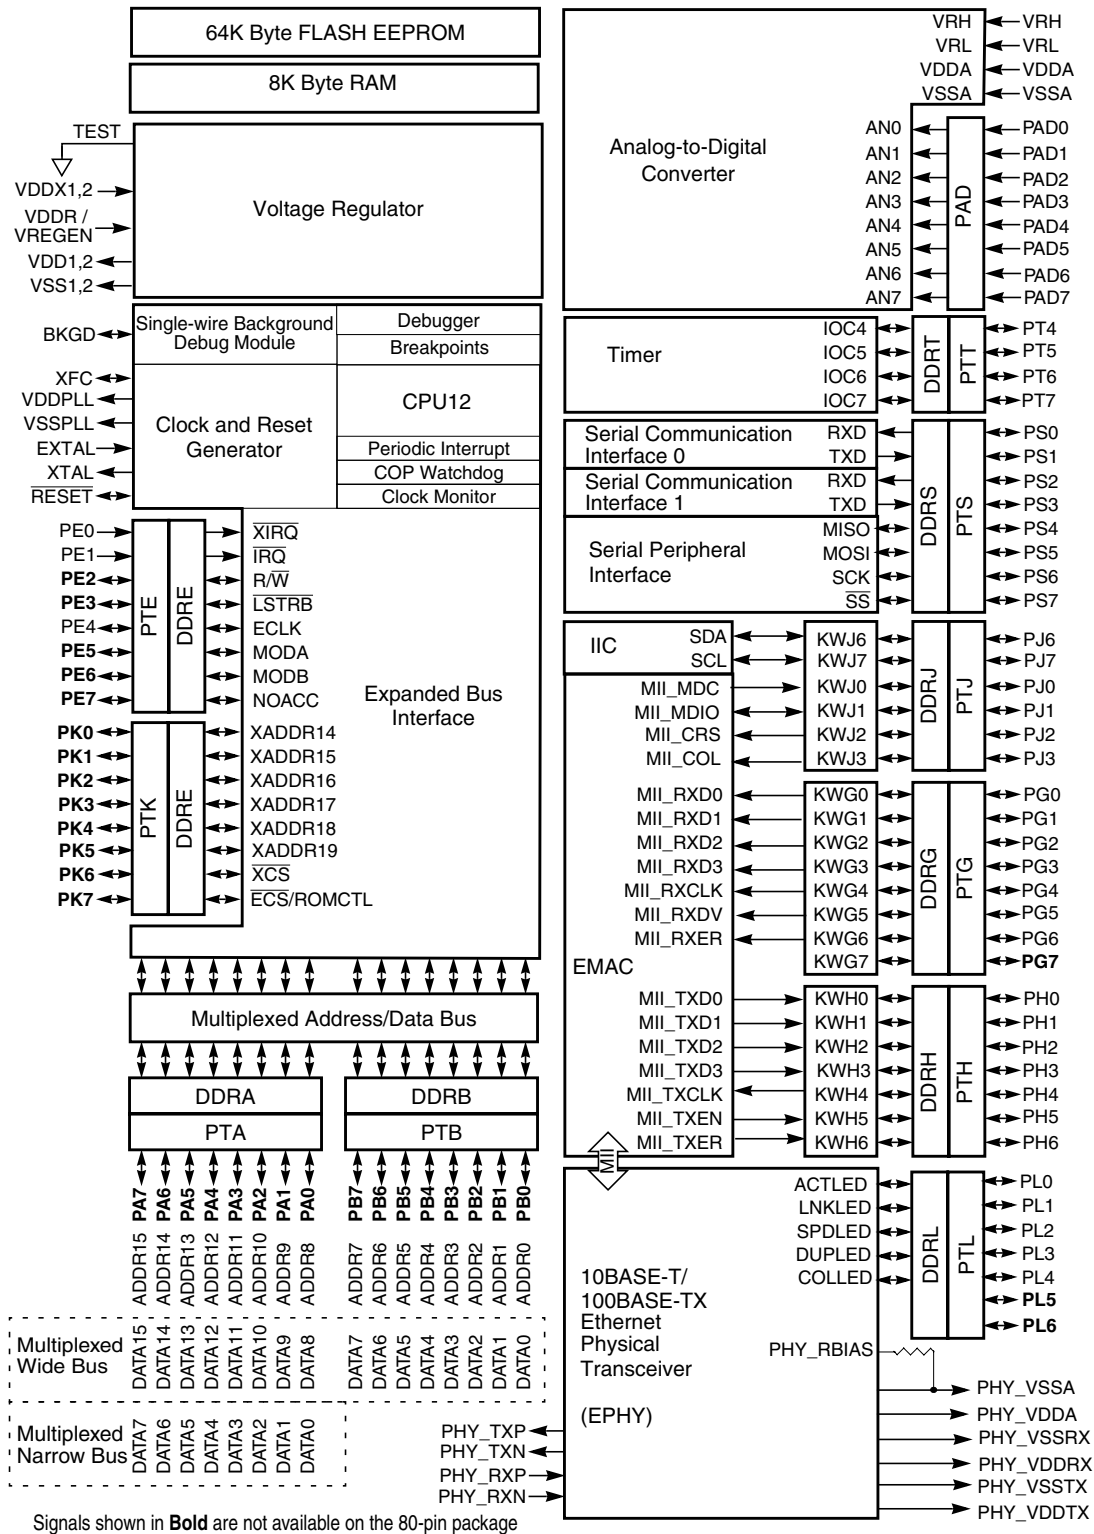 64K Byte FLASH EEPROM
8K Byte RAM
TEST
VDDX1,2
VDDR /
VREGEN
VDD1,2
VSS1,2
Voltage Regulator
BKGD
Single-wire Background
Debug Module
Debugger
Breakpoints
XFC
VDDPLL
VSSPLL
EXTAL
XTAL
RESET
Clock and Reset
Generator
CPU12
Periodic Interrupt
COP Watchdog
Clock Monitor
PE0
PE1
PE2
PE3
PE4
PE5
PE6
PE7
PTE
DDRE
XIRQ
IRQ
R/W
LSTRB
ECLK
MODA
MODB
NOACC
Expanded Bus
Interface
PK0
PK1
PK2
PK3
PK4
PK5
PK6
PK7
PTK
DDRE
XADDR14
XADDR15
XADDR16
XADDR17
XADDR18
XADDR19
XCS
ECS/ROMCTL
Multiplexed Address/Data Bus
DDRA
DDRB
PTA
PTB
PA7 PA6 PA5 PA4 PA3 PA2 PA1 PA0 PB7 PB6 PB5 PB4 PB3 PB2 PB1 PB0
ADDR15 ADDR14 ADDR13 ADDR12 ADDR11 ADDR10 ADDR9 ADDR8 ADDR7 ADDR6 ADDR5 ADDR4 ADDR3 ADDR2 ADDR1 ADDR0
Multiplexed
Wide Bus
DATA15 DATA14 DATA13 DATA12 DATA11 DATA10 DATA9 DATA8 DATA7 DATA6 DATA5 DATA4 DATA3 DATA2 DATA1 DATA0
Multiplexed
Narrow Bus
DATA7 DATA6 DATA5 DATA4 DATA3 DATA2 DATA1 DATA0
Analog-to-Digital
Converter
VRH VRH
VRL VRL
VDDA VDDA
VSSA VSSA
AN0 PAD0
AN1 PAD1
AN2 PAD2
AN3 PAD3
AN4 PAD4
AN5 PAD5
AN6 PAD6
AN7 PAD7
PAD
Timer
IOC4 PT4
IOC5 PT5
IOC6 PT6
IOC7 PT7
DDRT
PTT
Serial Communication
Interface 0
RXD PS0
TXD PS1
Serial Communication
Interface 1
RXD PS2
TXD PS3
Serial Peripheral
Interface
MISO PS4
MOSI PS5
SCK PS6
SS PS7
DDRS
PTS
IIC
SDA KWJ6 PJ6
SCL KWJ7 PJ7
MII_MDC KWJ0 PJ0
MII_MDIO KWJ1 PJ1
MII_CRS KWJ2 PJ2
MII_COL KWJ3 PJ3
DDRJ
PTJ
MII_RXD0 KWG0 PG0
MII_RXD1 KWG1 PG1
MII_RXD2 KWG2 PG2
MII_RXD3 KWG3 PG3
MII_RXCLK KWG4 PG4
MII_RXDV KWG5 PG5
MII_RXER KWG6 PG6
KWG7 PG7
DDRG
PTG
EMAC
MII_TXD0 KWH0 PH0
MII_TXD1 KWH1 PH1
MII_TXD2 KWH2 PH2
MII_TXD3 KWH3 PH3
MII_TXCLK KWH4 PH4
MII_TXEN KWH5 PH5
MII_TXER KWH6 PH6
DDRH
PTH
MII
ACTLED PL0
LNKLED PL1
SPDLED PL2
DUPLED PL3
COLLED PL4
PL5
PL6
DDRL
PTL
10BASE-T/
100BASE-TX
Ethernet
Physical
Transceiver
(EPHY)
PHY_RBIAS
PHY_VSSA
PHY_VDDA
PHY_VSSRX
PHY_VDDRX
PHY_VSSTX
PHY_VDDTX
PHY_TXP
PHY_TXN
PHY_RXP
PHY_RXN
Signals shown in Bold are not available on the 80-pin package